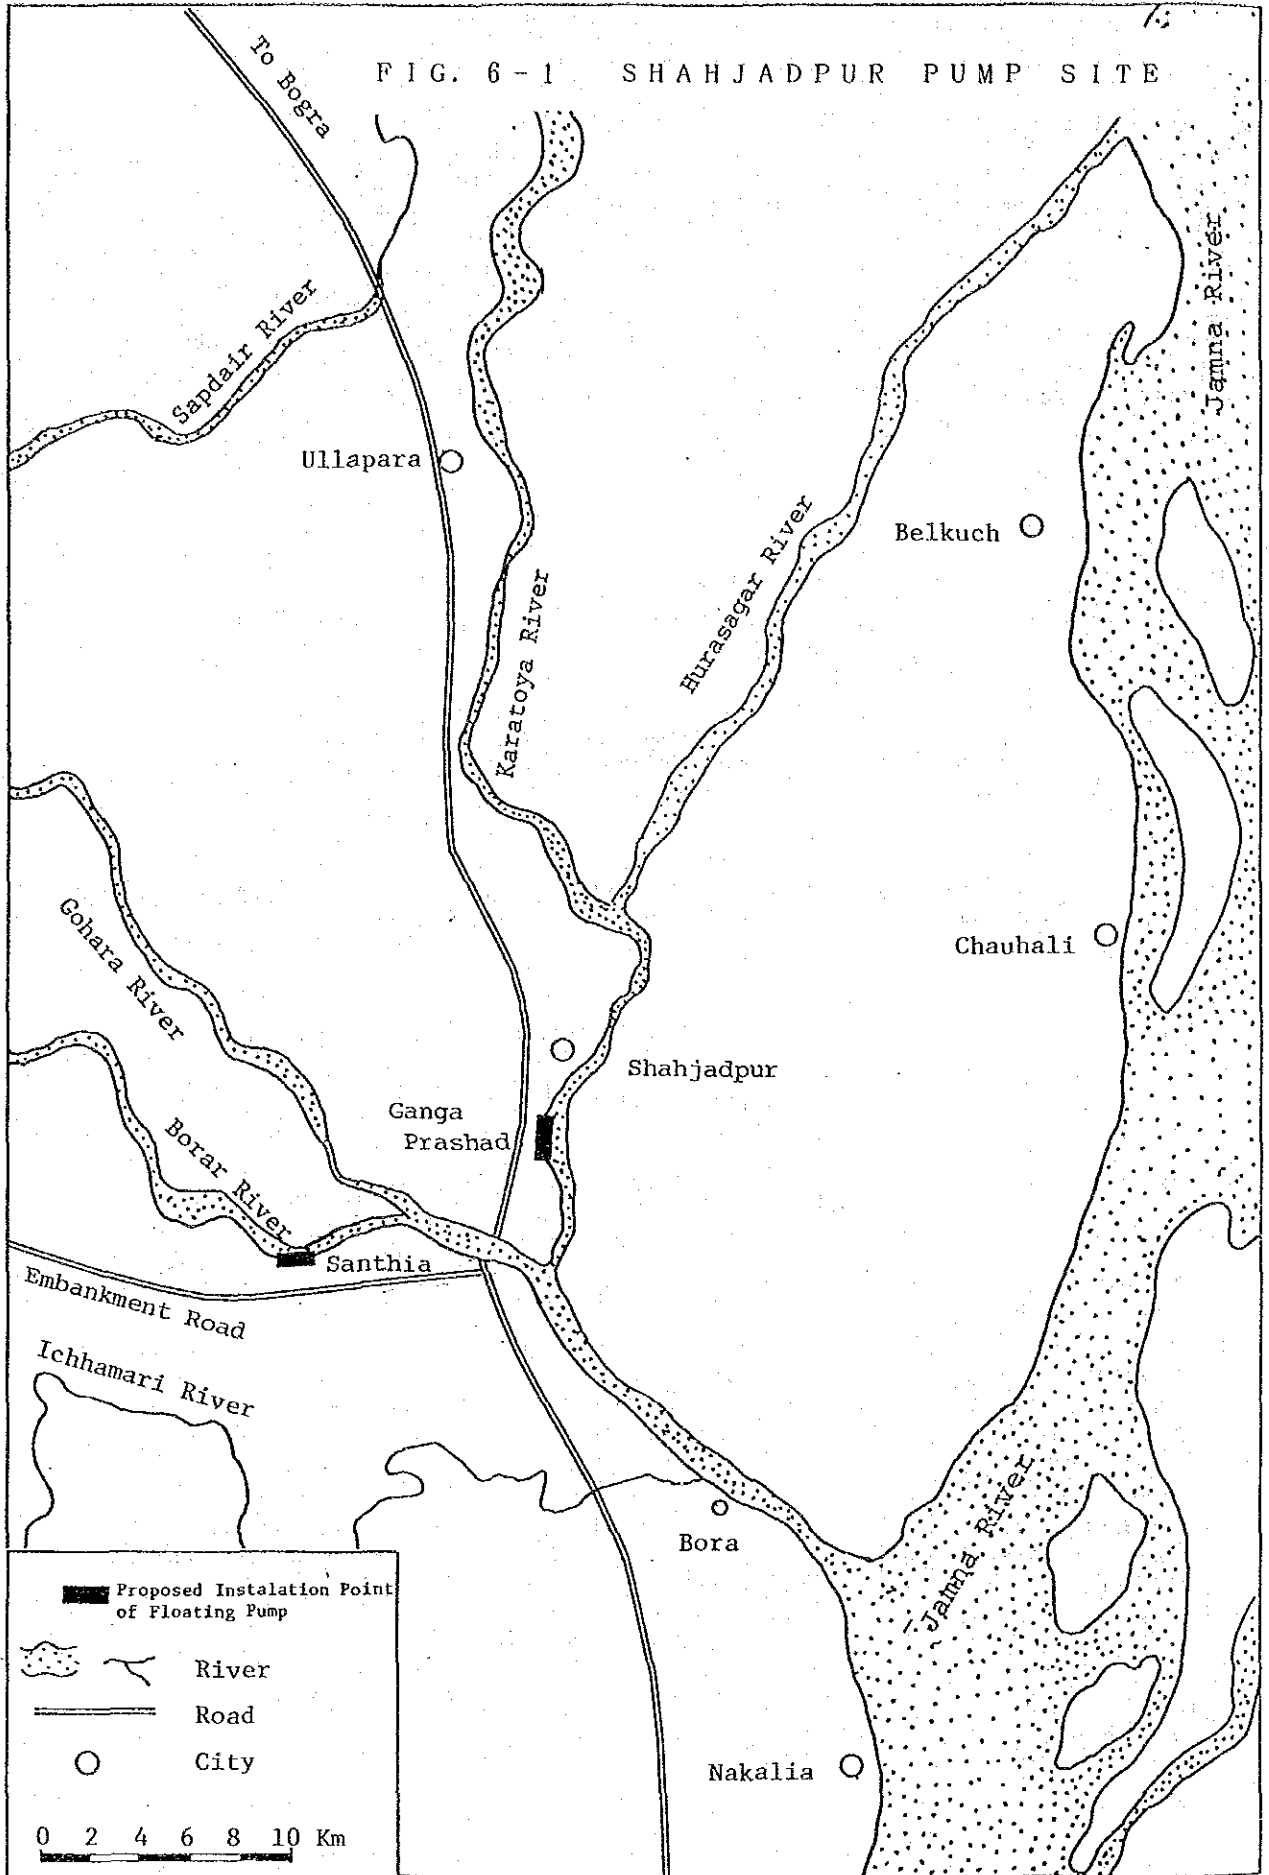 FIG. 6-1 SHAHJADPUR PUMP SITE
To Bogra
Jamna River
Sapdair River
Ullapara
Belkuch
Hurasagar River
Karatoya River
Gohara River
Chauhali
Shahjadpur
Ganga
Prashad
Borar River
Santhia
Embankment Road
Ichhamari River
Jamna River
Bora
Nakalia
Proposed Instalation Point
of Floating Pump
River
Road
City
0 2 4 6 8 10 Km